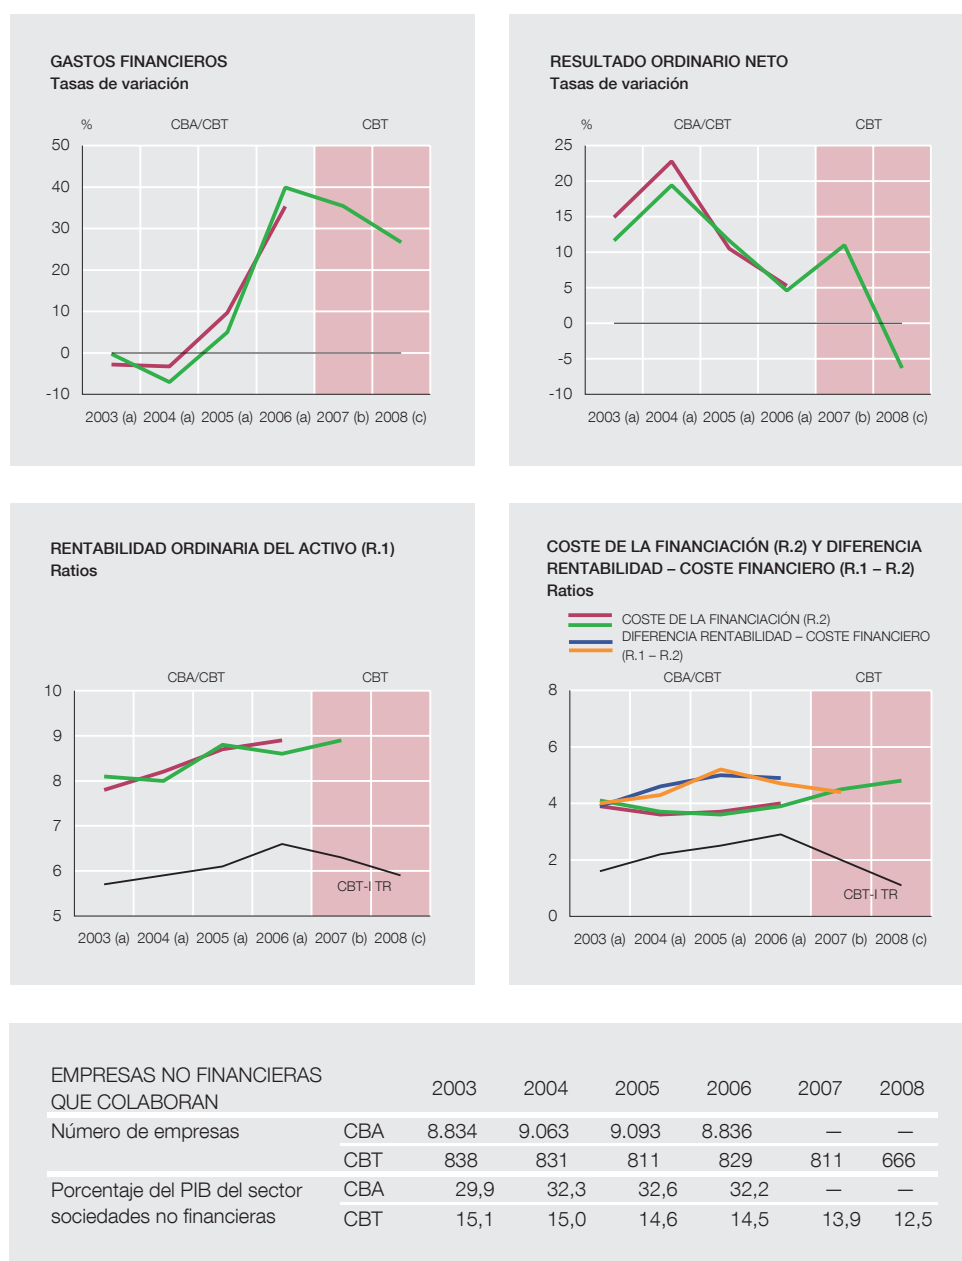 GASTOS FINANCIEROS
Tasas de variación
% CBA/CBT CBT
50
40
30
20
10
0
-10
2003 (a) 2004 (a) 2005 (a) 2006 (a) 2007 (b) 2008 (c)
RESULTADO ORDINARIO NETO
Tasas de variación
% CBA/CBT CBT
25
20
15
10
5
0
-5
-10
2003 (a) 2004 (a) 2005 (a) 2006 (a) 2007 (b) 2008 (c)
RENTABILIDAD ORDINARIA DEL ACTIVO (R.1)
Ratios
CBA/CBT CBT
10
9
8
7
6
5
CBT-I TR
2003 (a) 2004 (a) 2005 (a) 2006 (a) 2007 (b) 2008 (c)
COSTE DE LA FINANCIACIÓN (R.2) Y DIFERENCIA
RENTABILIDAD – COSTE FINANCIERO (R.1 – R.2)
Ratios
COSTE DE LA FINANCIACIÓN (R.2)
DIFERENCIA RENTABILIDAD – COSTE FINANCIERO
(R.1 – R.2)
CBA/CBT CBT
8
6
4
2
0
CBT-I TR
2003 (a) 2004 (a) 2005 (a) 2006 (a) 2007 (b) 2008 (c)
EMPRESAS NO FINANCIERAS
QUE COLABORAN
2003 2004 2005 2006 2007 2008
Número de empresas CBA 8.834 9.063 9.093 8.836 — —
CBT 838 831 811 829 811 666
Porcentaje del PIB del sector CBA 29,9 32,3 32,6 32,2 — —
sociedades no financieras CBT 15,1 15,0 14,6 14,5 13,9 12,5